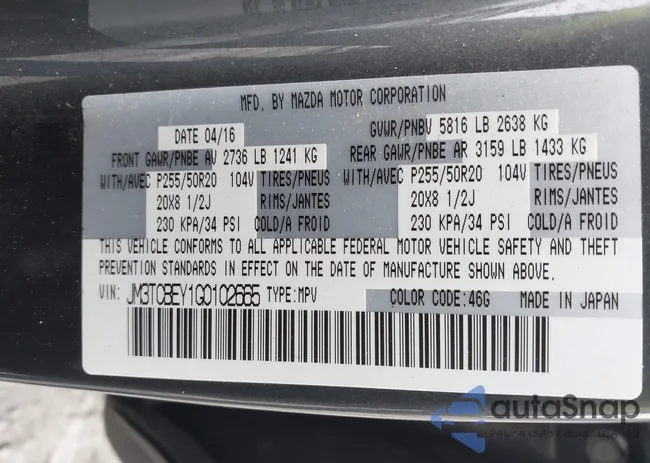 MFD. BY MAZDA MOTOR CORPORATION
DATE 04/16 GVWR/PNBV 5816 LB 2638 KG
FRONT GAWR/PNBE AV 2736 LB 1241 KG REAR GAWR/PNBE AR 3159 LB 1433 KG
WITH/AVEC P255/50R20 104V TIRES/PNEUS WITH/AVEC P255/50R20 104V TIRES/PNEUS
20X8 1/2J RIMS/JANTES 20X8 1/2J RIMS/JANTES
230 KPA/34 PSI COLD/A FROID 230 KPA/34 PSI COLD/A FROID
THIS VEHICLE CONFORMS TO ALL APPLICABLE FEDERAL MOTOR VEHICLE SAFETY AND THEFT
PREVENTION STANDARDS IN EFFECT ON THE DATE OF MANUFACTURE SHOWN ABOVE.
VIN: JM3TCBEY1G0102665 TYPE:MPV COLOR CODE:46G MADE IN JAPAN
autoSnap
Pewne auta z aukcji